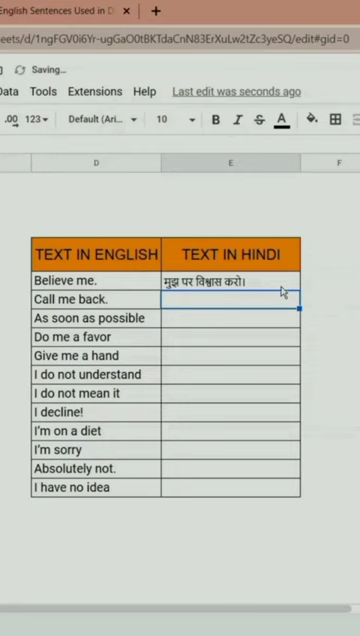 English Sentences Used in D
eets/d/1ngFGV0i6Yr-ugGaO0tBKTdaCnN83ErXuLw2tZc3yeSQ/edit#gid=0
Saving...
Data Tools Extensions Help Last edit was seconds ago
.00 123 Default (Ari... 10 B I S A
D E F
TEXT IN ENGLISH TEXT IN HINDI
Believe me. मुझ पर विश्वास करो।
Call me back.
As soon as possible
Do me a favor
Give me a hand
I do not understand
I do not mean it
I decline!
I'm on a diet
I'm sorry
Absolutely not.
I have no idea